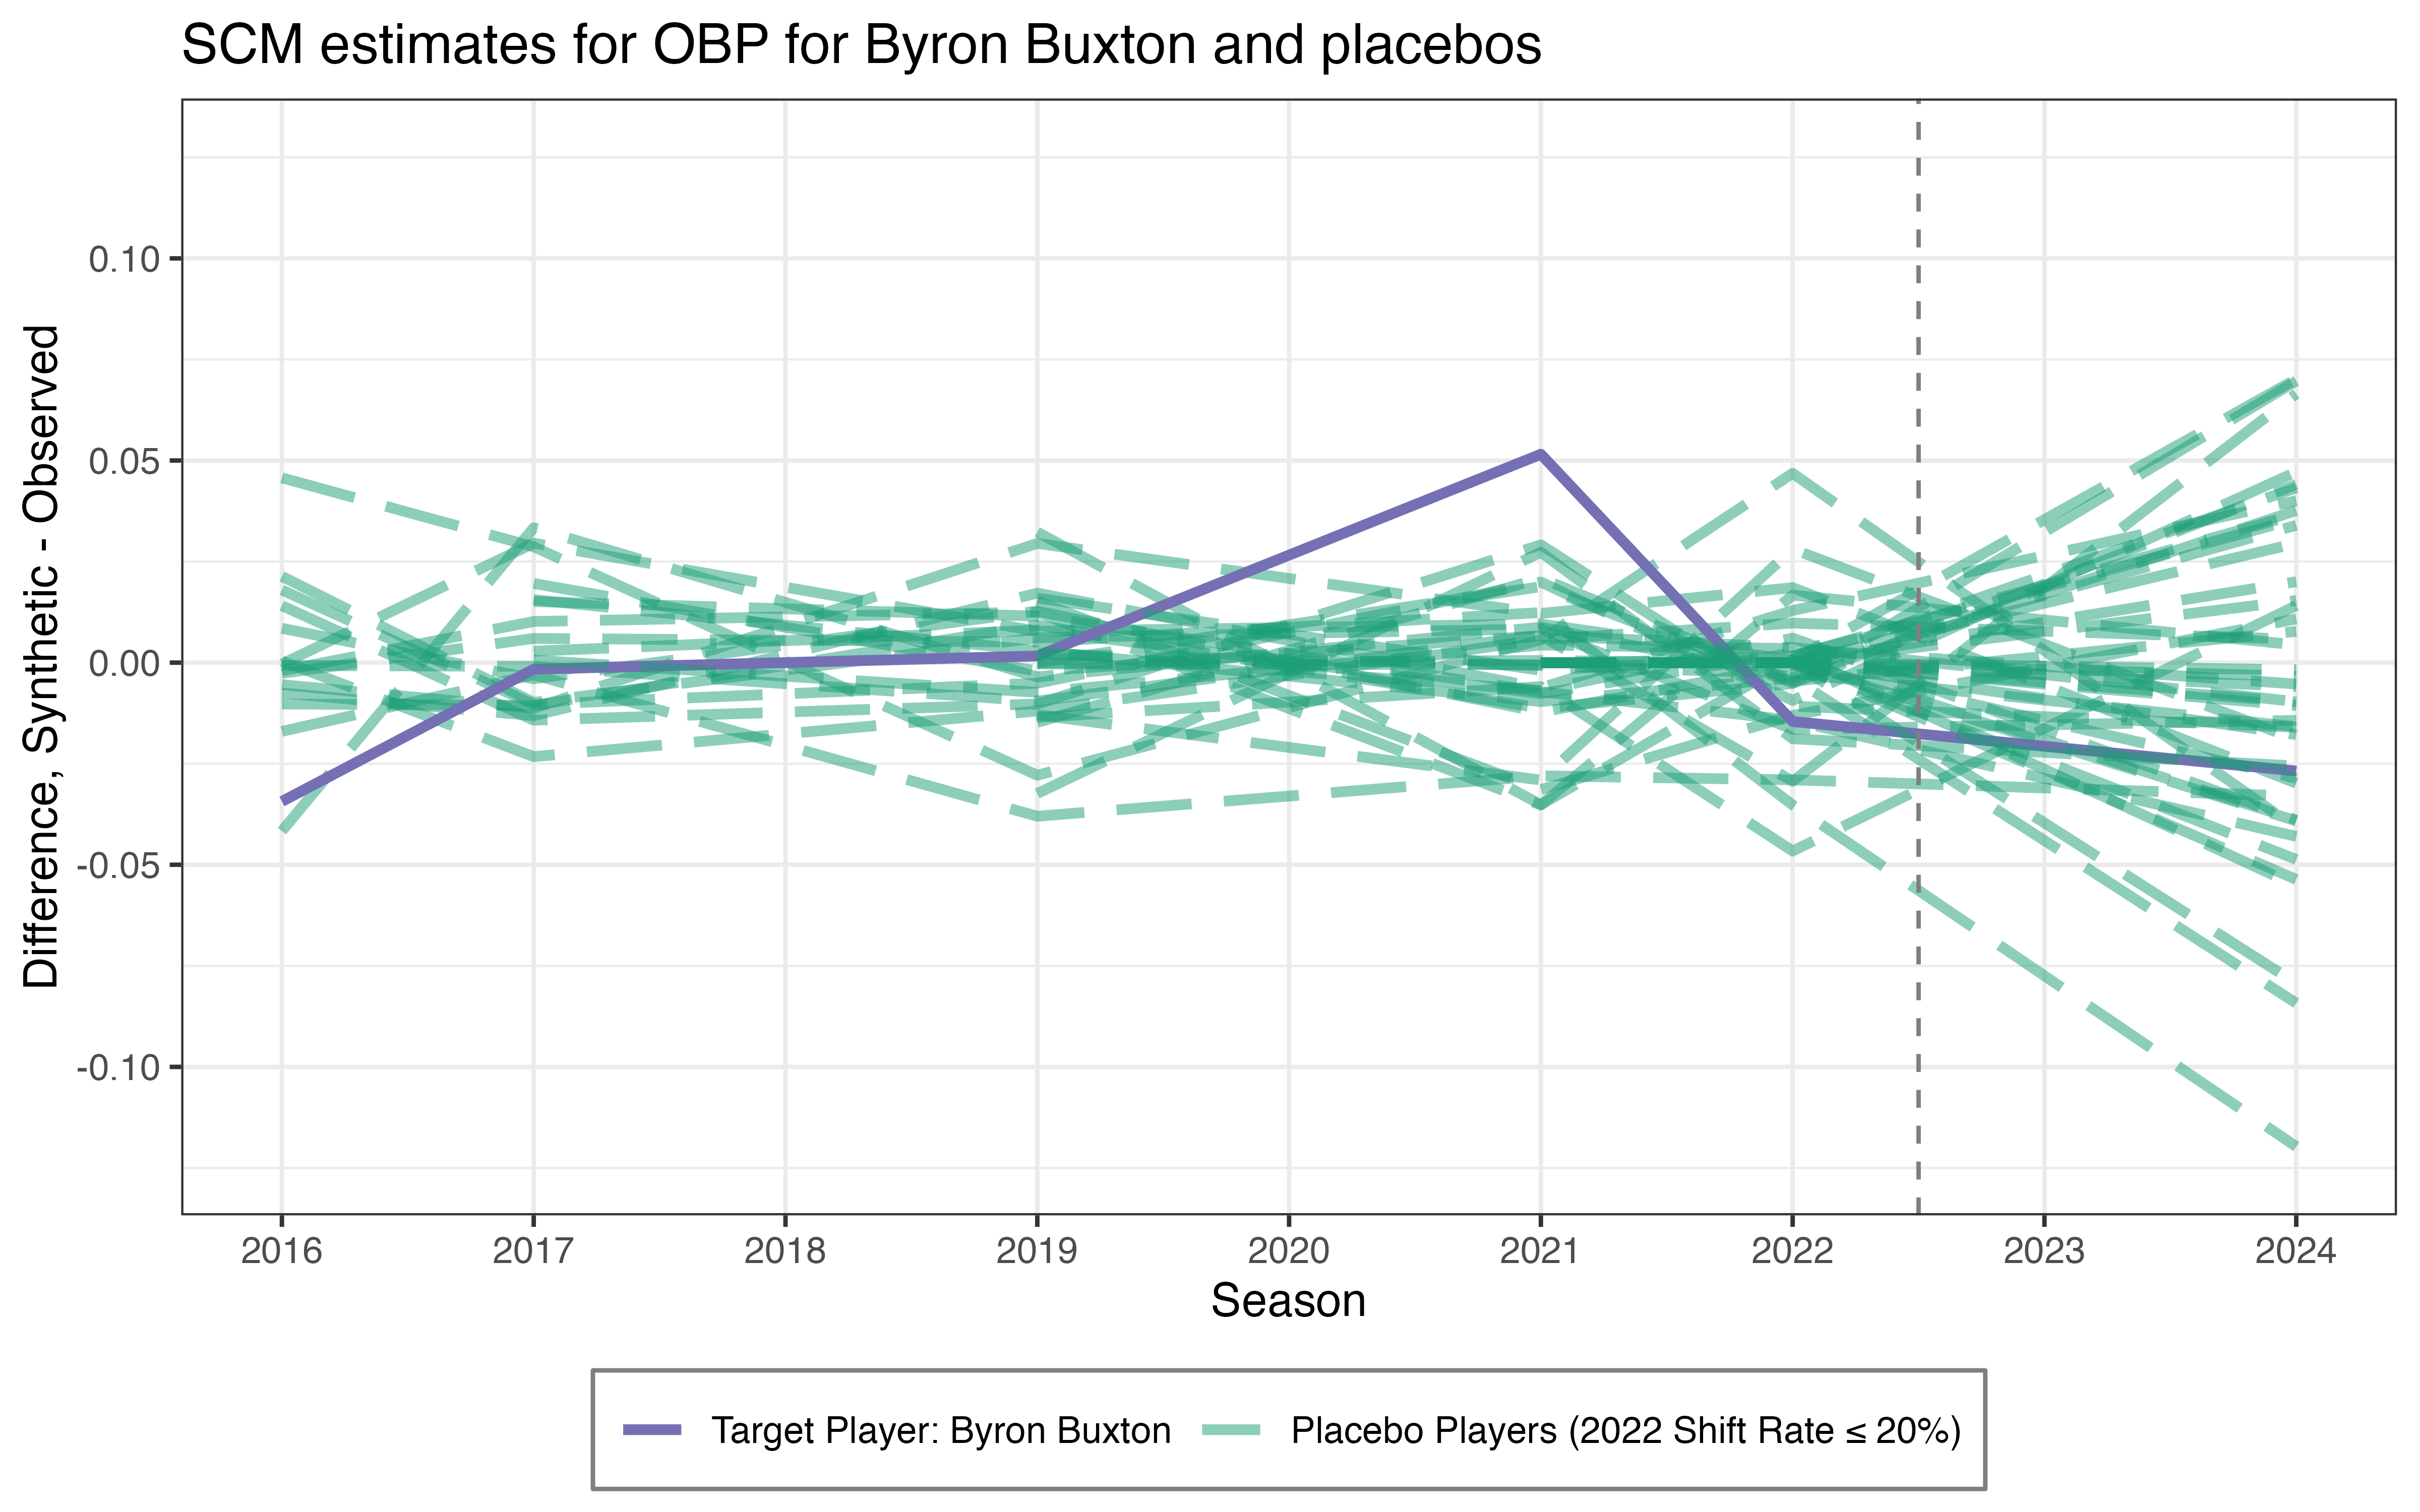 SCM estimates for OBP for Byron Buxton and placebos
Difference, Synthetic - Observed
0.10
0.05
0.00
-0.05
-0.10
2016 2017 2018 2019 2020 2021 2022 2023 2024
Season
Target Player: Byron Buxton Placebo Players (2022 Shift Rate ≤ 20%)